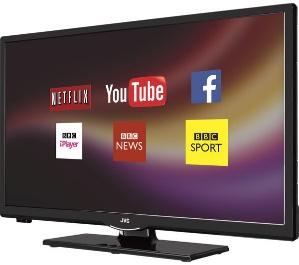 NETFLIX
YouTube
f
BBC
iPlayer
BBC
NEWS
BBC
SPORT
JVC